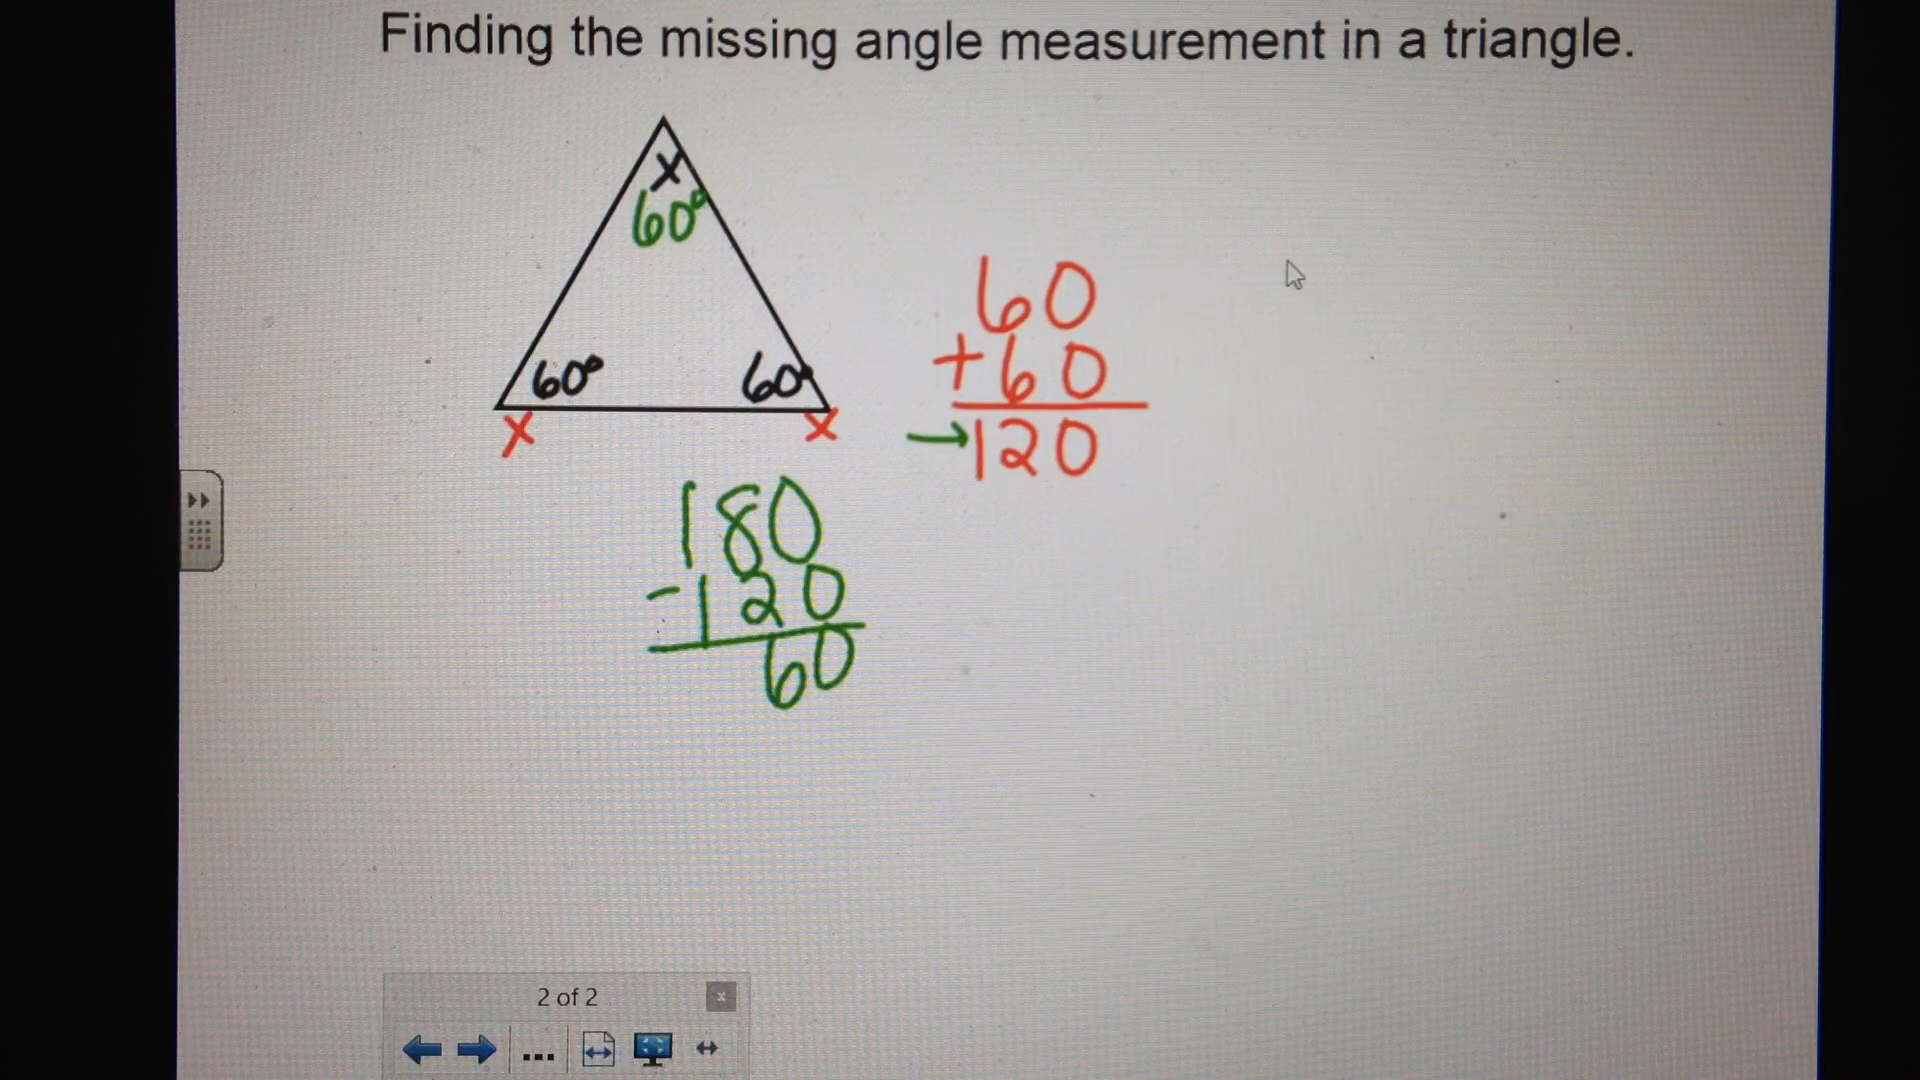 Finding the missing angle measurement in a triangle.
x
60°
60° 60°
x x
60
+60
→120
180
-120
60
2 of 2
...